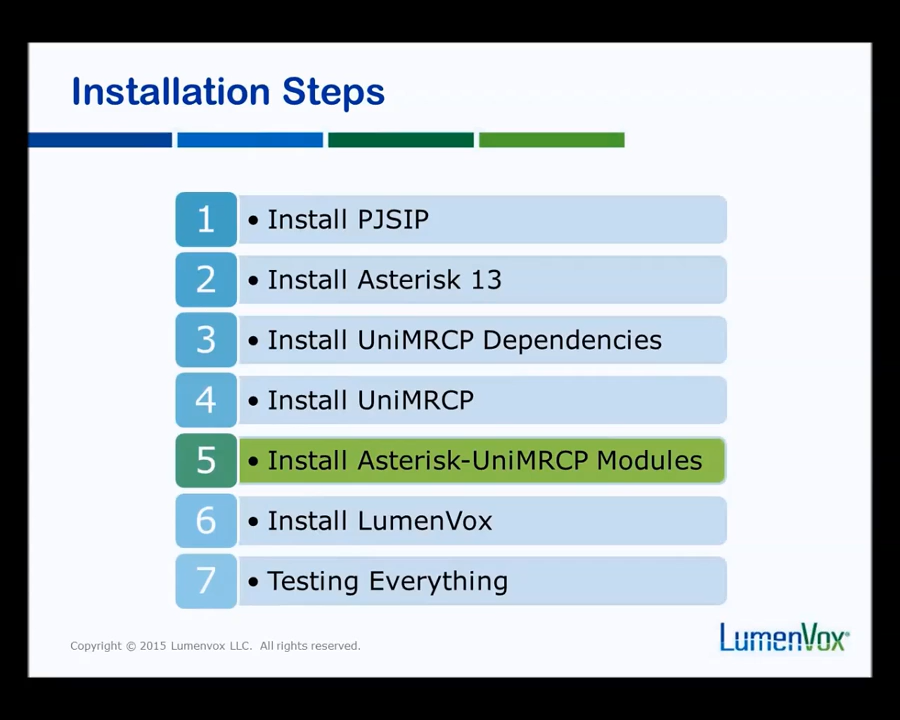 Installation Steps
1 • Install PJSIP
2 • Install Asterisk 13
3 • Install UniMRCP Dependencies
4 • Install UniMRCP
5 • Install Asterisk-UniMRCP Modules
6 • Install LumenVox
7 • Testing Everything
Copyright © 2015 Lumenvox LLC. All rights reserved.
LumenVox®